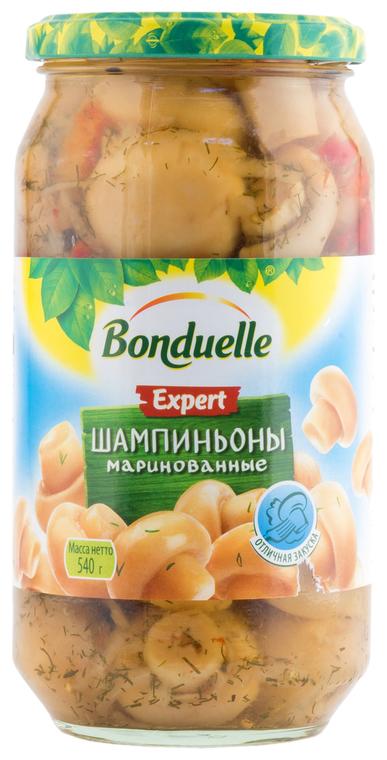 Bonduelle
®
Expert
ШАМПИНЬОНЫ
маринованные
Масса нетто
540 г
ОТЛИЧНАЯ ЗАКУСКА